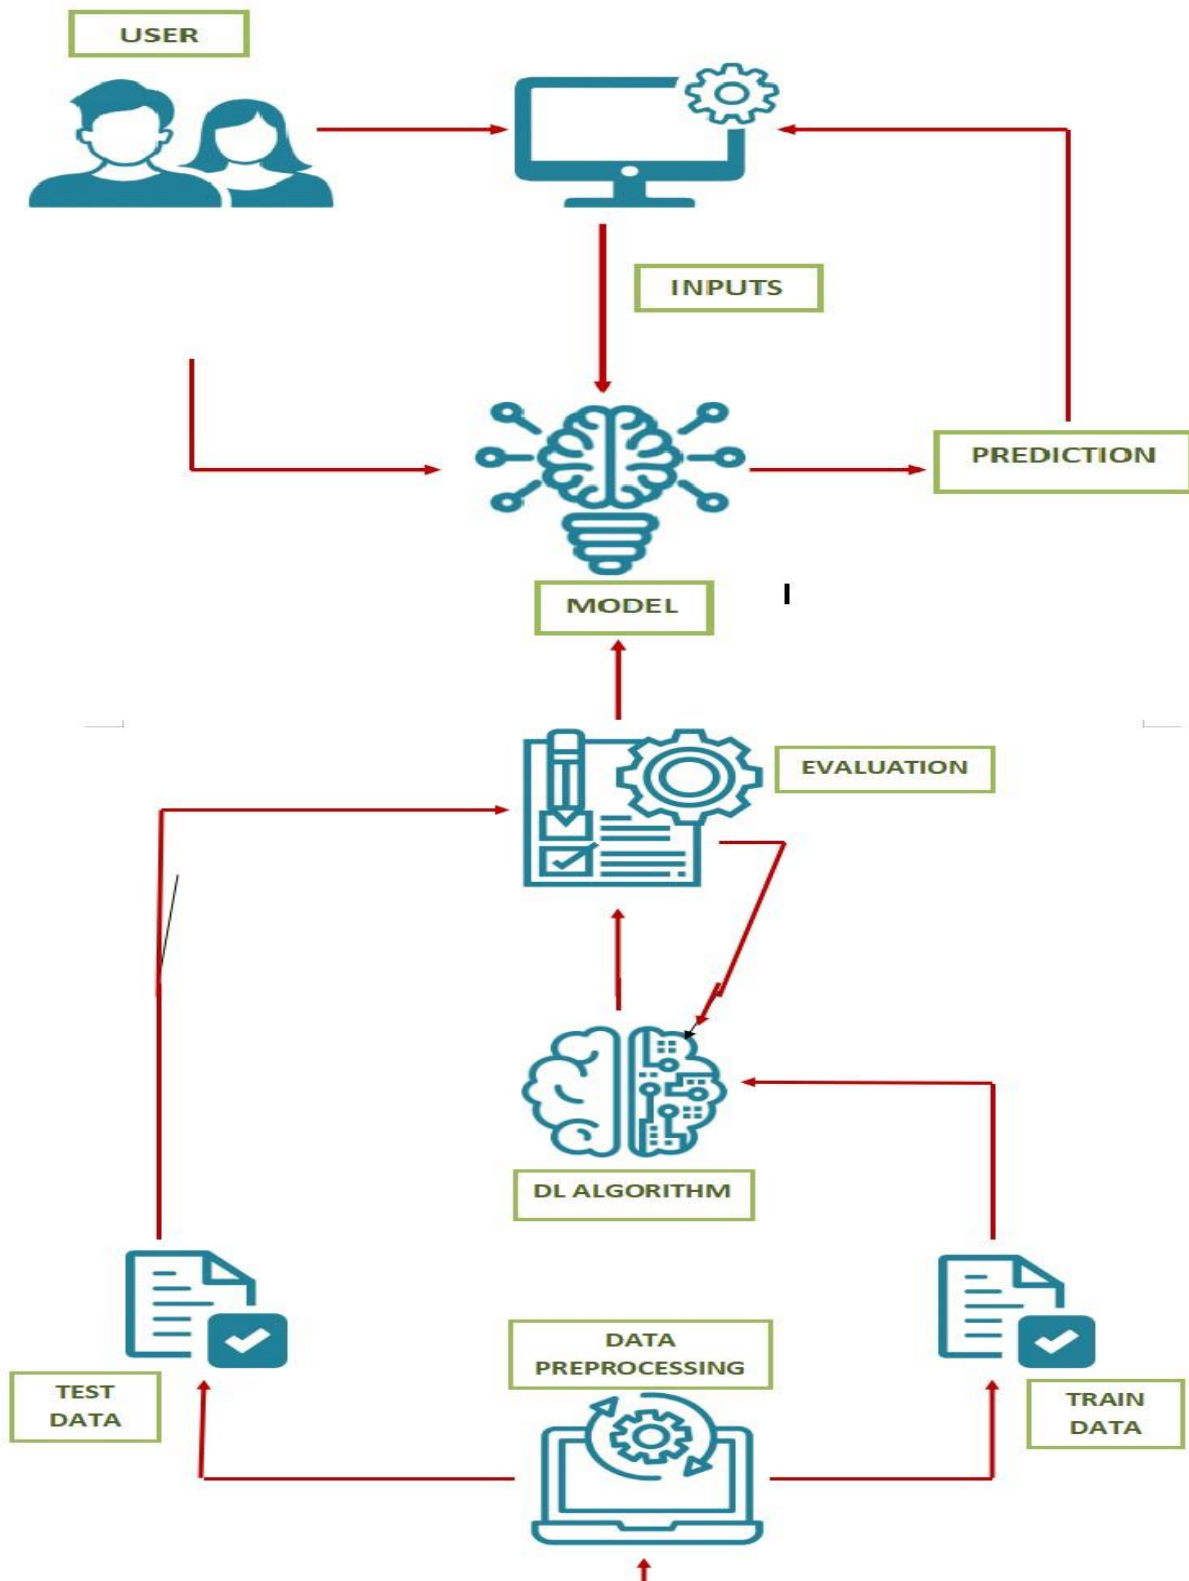 USER
INPUTS
PREDICTION
MODEL
EVALUATION
DL ALGORITHM
DATA
PREPROCESSING
TEST
DATA
TRAIN
DATA